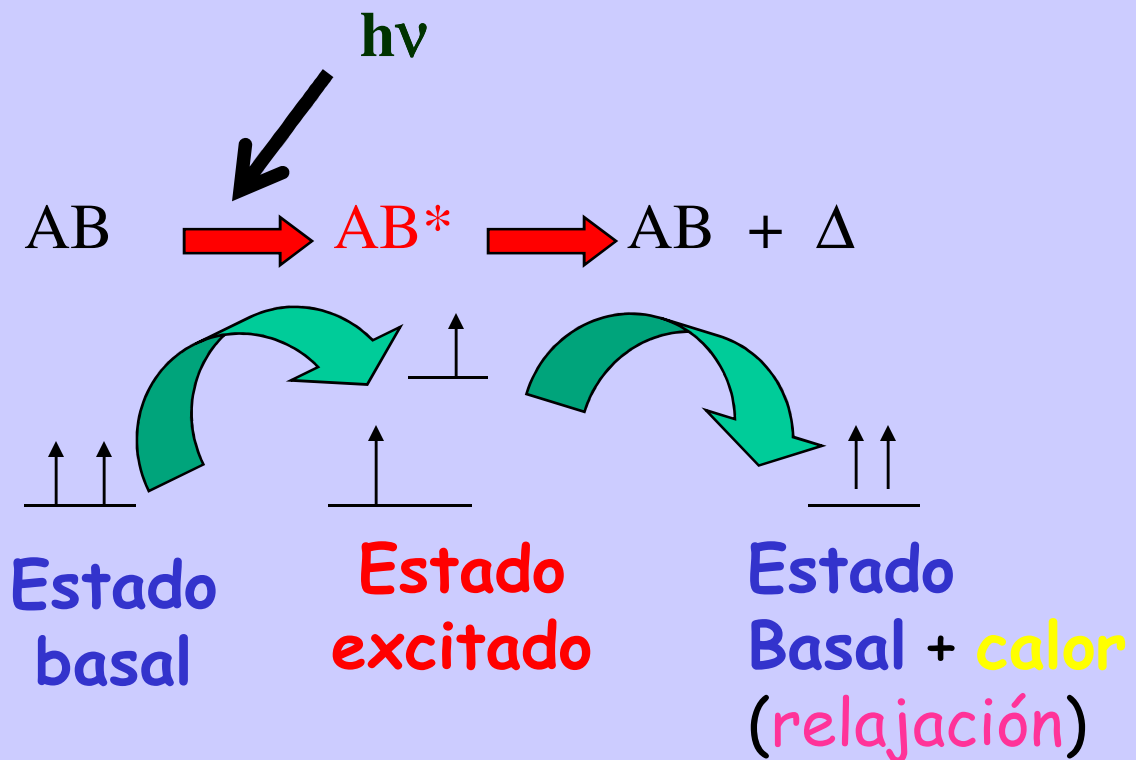 hν
AB AB* AB + Δ
Estado
basal
Estado
excitado
Estado
Basal + calor
(relajación)